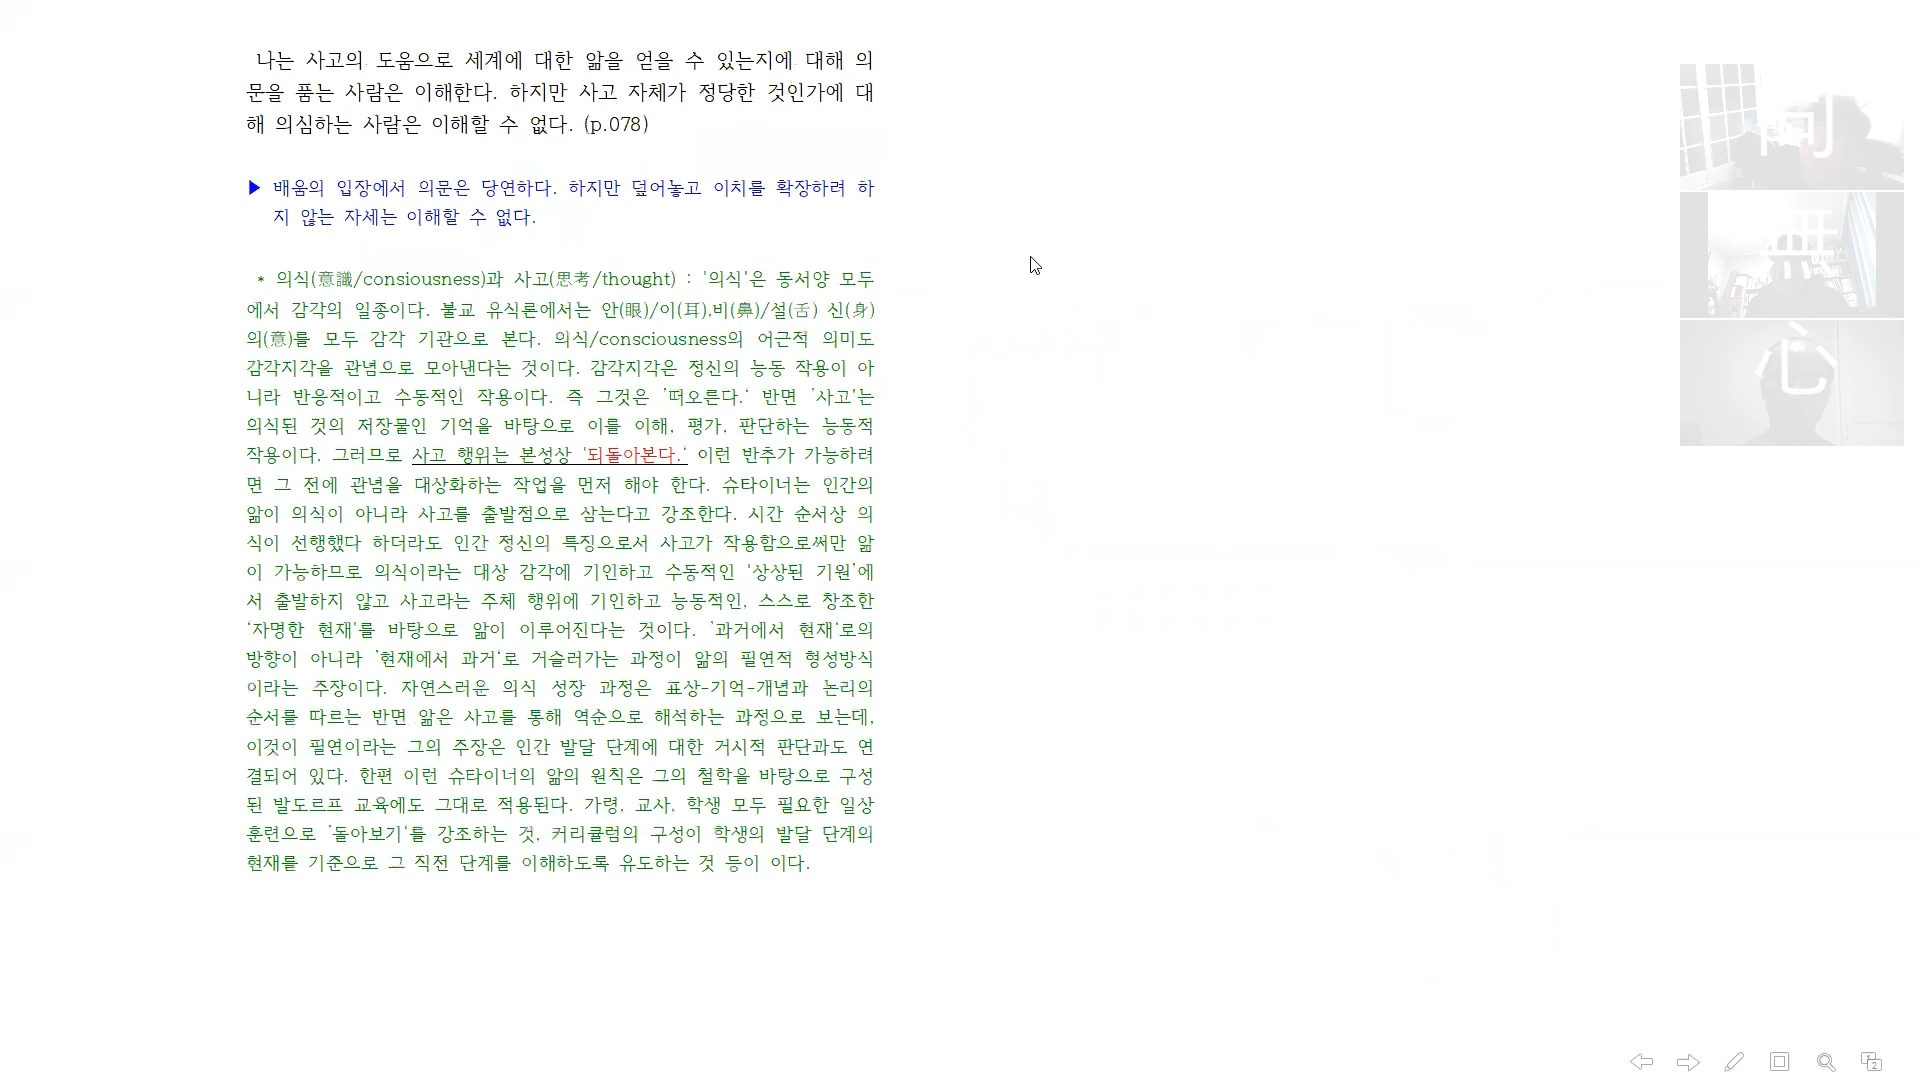 나는 사고의 도움으로 세계에 대한 앎을 얻을 수 있는지에 대해 의
문을 품는 사람은 이해한다. 하지만 사고 자체가 정당한 것인가에 대
해 의심하는 사람은 이해할 수 없다. (p.078)
▶ 배움의 입장에서 의문은 당연하다. 하지만 덮어놓고 이치를 확장하려 하
지 않는 자세는 이해할 수 없다.
* 의식(意識/consiousness)과 사고(思考/thought) : '의식'은 동서양 모두
에서 감각의 일종이다. 불교 유식론에서는 안(眼)/이(耳),비(鼻)/설(舌) 신(身)
의(意)를 모두 감각 기관으로 본다. 의식/consciousness의 어근적 의미도
감각지각을 관념으로 모아낸다는 것이다. 감각지각은 정신의 능동 작용이 아
니라 반응적이고 수동적인 작용이다. 즉 그것은 '떠오른다.' 반면 '사고'는
의식된 것의 저장물인 기억을 바탕으로 이를 이해, 평가, 판단하는 능동적
작용이다. 그러므로 사고 행위는 본성상 '되돌아본다.' 이런 반추가 가능하려
면 그 전에 관념을 대상화하는 작업을 먼저 해야 한다. 슈타이너는 인간의
앎이 의식이 아니라 사고를 출발점으로 삼는다고 강조한다. 시간 순서상 의
식이 선행했다 하더라도 인간 정신의 특징으로서 사고가 작용함으로써만 앎
이 가능하므로 의식이라는 대상 감각에 기인하고 수동적인 '상상된 기원'에
서 출발하지 않고 사고라는 주체 행위에 기인하고 능동적인, 스스로 창조한
'자명한 현재'를 바탕으로 앎이 이루어진다는 것이다. '과거에서 현재'로의
방향이 아니라 '현재에서 과거'로 거슬러가는 과정이 앎의 필연적 형성방식
이라는 주장이다. 자연스러운 의식 성장 과정은 표상-기억-개념과 논리의
순서를 따르는 반면 앎은 사고를 통해 역순으로 해석하는 과정으로 보는데,
이것이 필연이라는 그의 주장은 인간 발달 단계에 대한 거시적 판단과도 연
결되어 있다. 한편 이런 슈타이너의 앎의 원칙은 그의 철학을 바탕으로 구성
된 발도르프 교육에도 그대로 적용된다. 가령, 교사, 학생 모두 필요한 일상
훈련으로 '돌아보기'를 강조하는 것, 커리큘럼의 구성이 학생의 발달 단계의
현재를 기준으로 그 직전 단계를 이해하도록 유도하는 것 등이 이다.
問
無
心